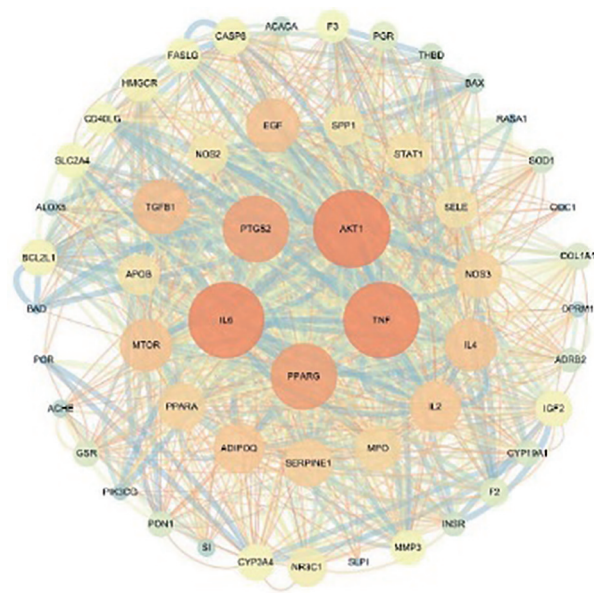 ACACA
F3
CASP8
PGR
FASLG
THBD
HMGCR
BAX
CD40LG
EGF
SPP1
RASA1
SLC2A4
NOS2
STAT1
SOD1
ALOX5
TGFB1
PTGS2
AKT1
SELE
ODC1
BCL2L1
APOB
NOS3
COL1A1
BAD
IL6
TNF
OPRM1
POR
MTOR
IL4
ADRB2
PPARG
ACHE
PPARA
IL2
IGF2
GSR
ADIPOQ
SERPINE1
MPO
CYP19A1
PIK3CG
F2
PON1
INSR
SI
CYP3A4
NR3C1
SLPI
MMP3